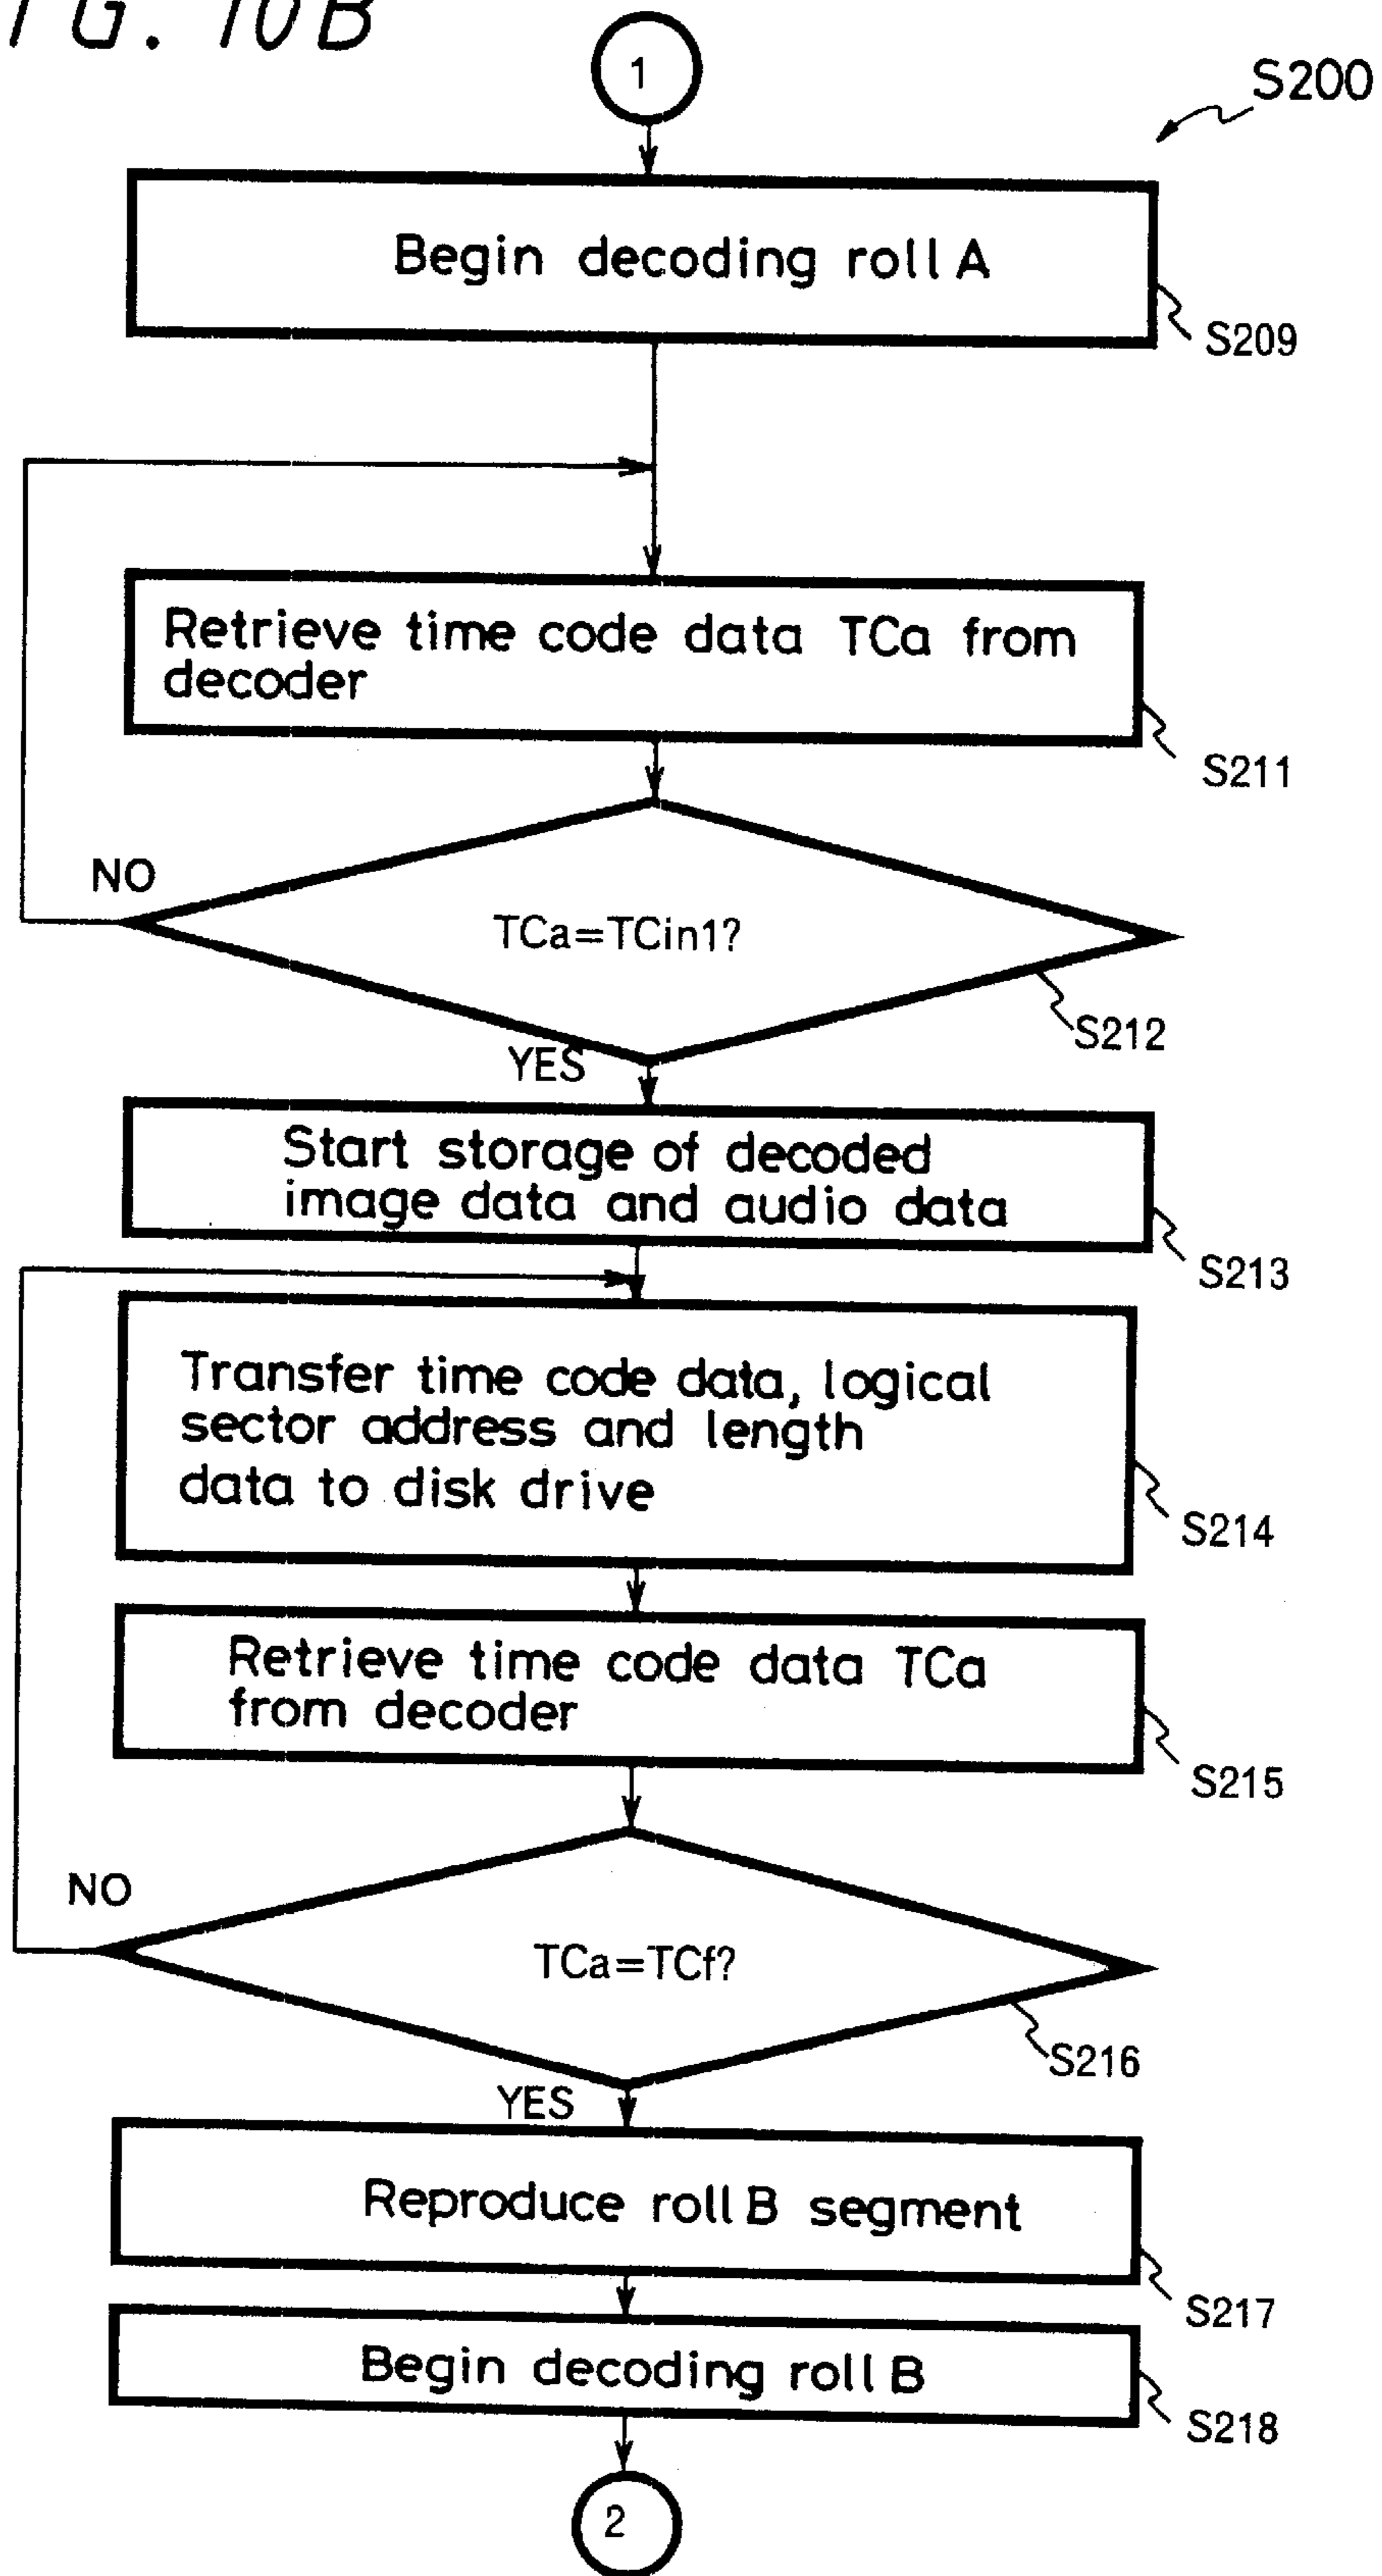 FIG. 10B
1
S200
Begin decoding roll A
S209
Retrieve time code data TCa from
decoder
S211
NO
TCa=TCin1?
S212
YES
Start storage of decoded
image data and audio data
S213
Transfer time code data, logical
sector address and length
data to disk drive
S214
Retrieve time code data TCa
from decoder
S215
NO
TCa=TCf?
S216
YES
Reproduce roll B segment
S217
Begin decoding roll B
S218
2